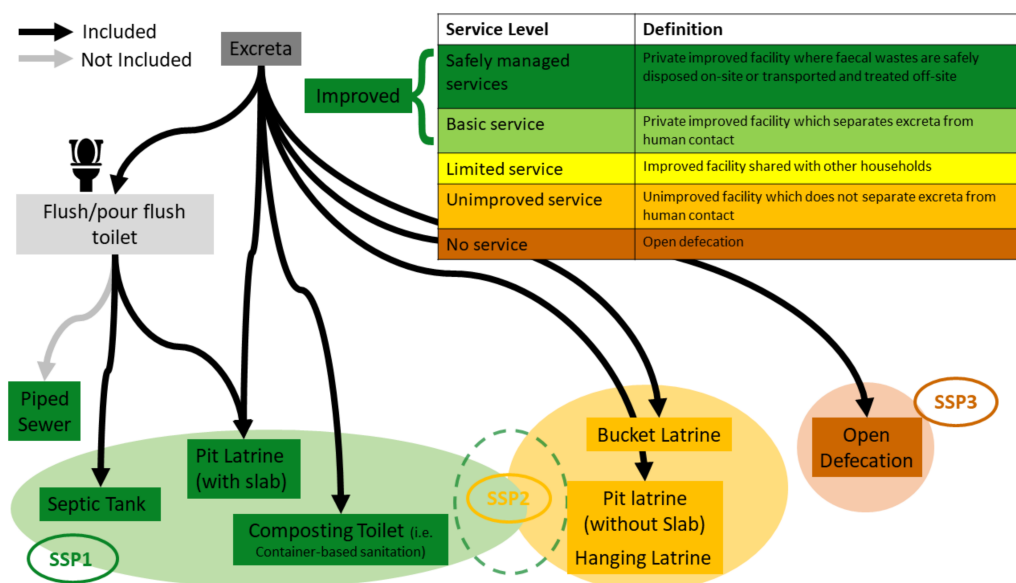 Included
Not Included
Excreta
Improved
Service Level Definition
Safely managed
services
Private improved facility where faecal wastes are safely
disposed on-site or transported and treated off-site
Basic service
Private improved facility which separates excreta from
human contact
Limited service
Improved facility shared with other households
Unimproved service
Unimproved facility which does not separate excreta from
human contact
No service
Open defecation
Flush/pour flush
toilet
Piped
Sewer
Septic Tank
Pit Latrine
(with slab)
Composting Toilet (i.e.
Container-based sanitation)
SSP1
SSP2
Bucket Latrine
Pit latrine
(without Slab)
Hanging Latrine
SSP3
Open
Defecation